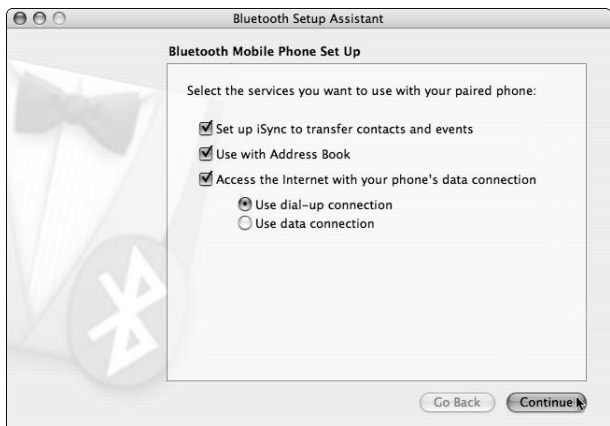 Bluetooth Setup Assistant
Bluetooth Mobile Phone Set Up
Select the services you want to use with your paired phone:
Set up iSync to transfer contacts and events
Use with Address Book
Access the Internet with your phone's data connection
Use dial-up connection
Use data connection
Go Back
Continue